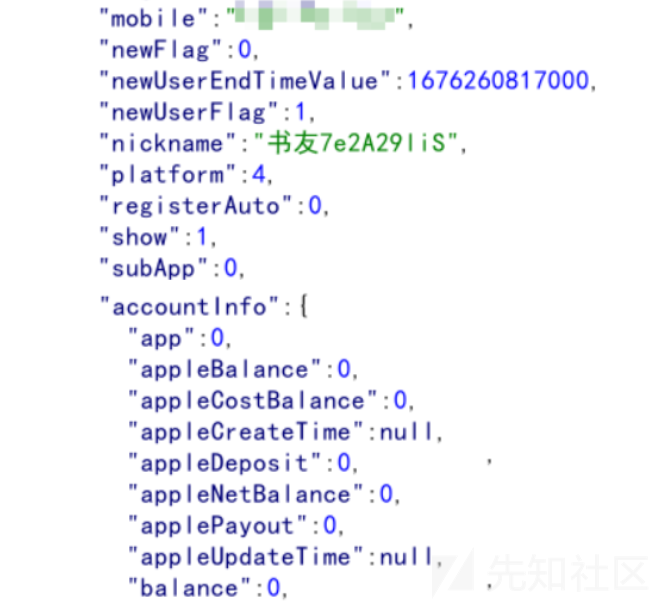 "mobile":"",
"newFlag":0,
"newUserEndTimeValue":1676260817000,
"newUserFlag":1,
"nickname":"书友7e2A29liS",
"platform":4,
"registerAuto":0,
"show":1,
"subApp":0,
"accountInfo":{
"app":0,
"appleBalance":0,
"appleCostBalance":0,
"appleCreateTime":null,
"appleDeposit":0,
"appleNetBalance":0,
"applePayout":0,
"appleUpdateTime":null,
"balance":0,
先知社区